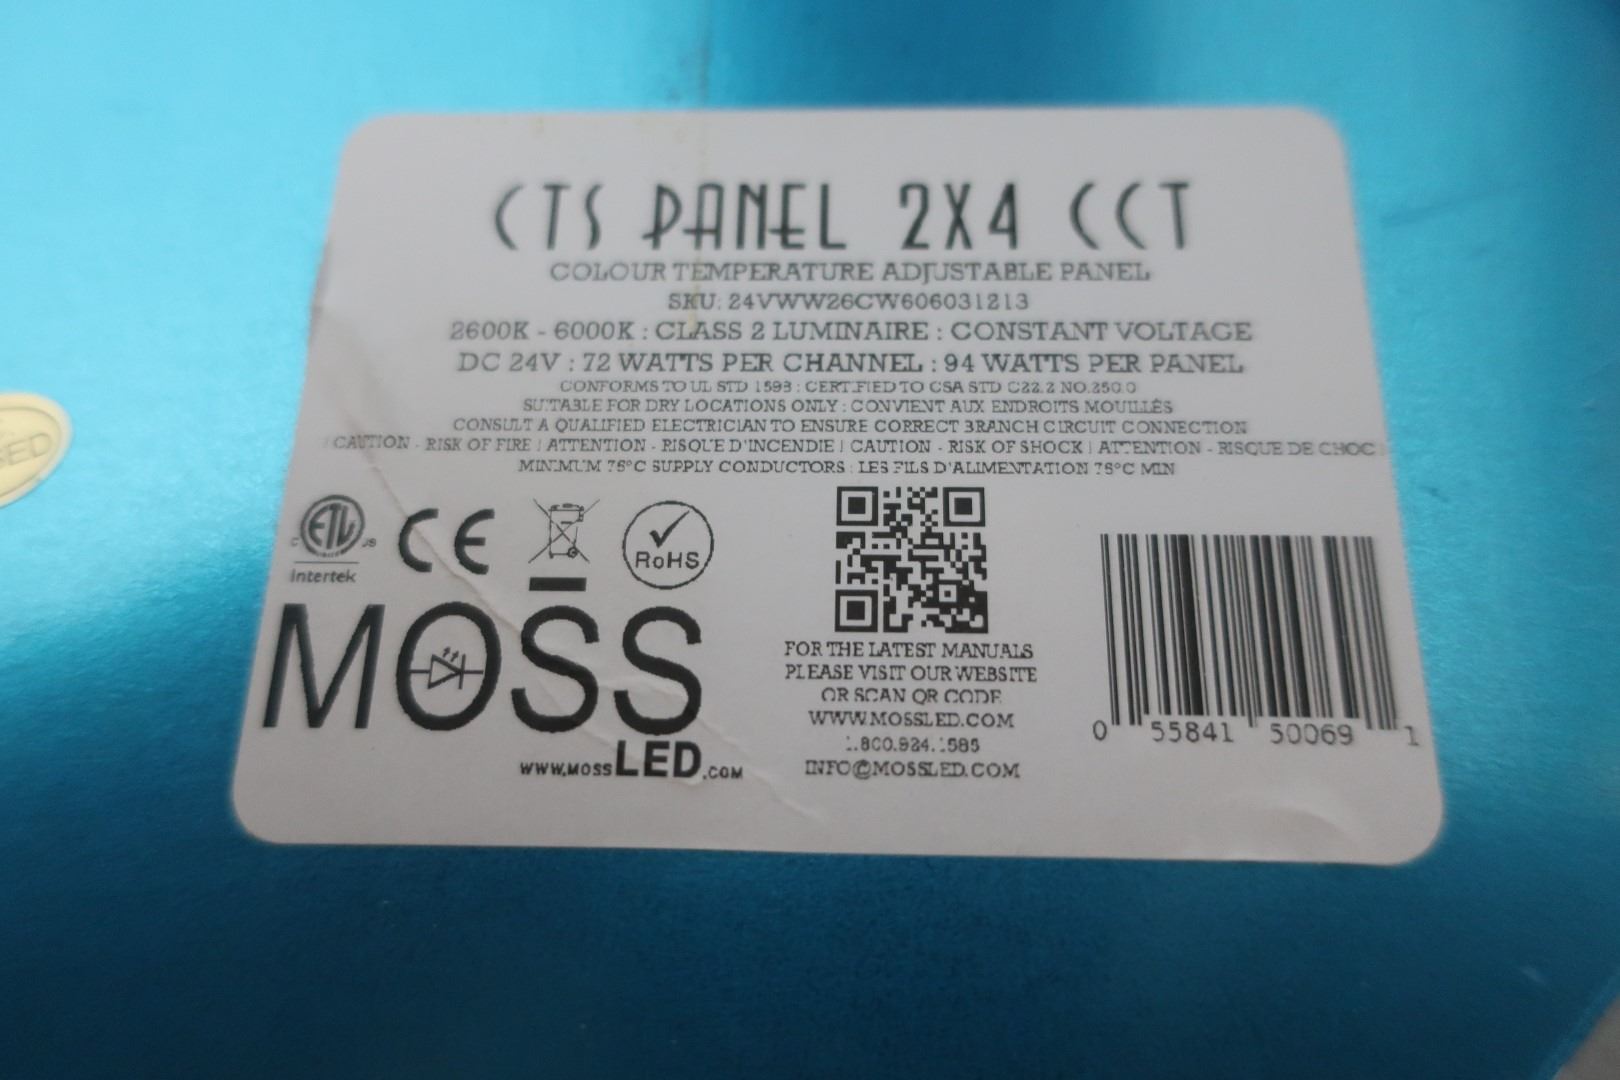 CTS PANEL 2X4 CCT
COLOUR TEMPERATURE ADJUSTABLE PANEL
SKU: 24VWW26CW606031213
2600K - 6000K : CLASS 2 LUMINAIRE : CONSTANT VOLTAGE
DC 24V : 72 WATTS PER CHANNEL : 94 WATTS PER PANEL
CONFORMS TO UL STD 1598 : CERTIFIED TO CSA STD C22.2 NO.250.0
SUITABLE FOR DRY LOCATIONS ONLY : CONVIENT AUX ENDROITS MOUILLÉS
CONSULT A QUALIFIED ELECTRICIAN TO ENSURE CORRECT BRANCH CIRCUIT CONNECTION
! CAUTION - RISK OF FIRE ! ATTENTION - RISQUE D'INCENDIE ! CAUTION - RISK OF SHOCK ! ATTENTION - RISQUE DE CHOC !
MINIMUM 75°C SUPPLY CONDUCTORS : LES FILS D'ALIMENTATION 75°C MIN
C ETL US
Intertek
CE
RoHS
MOSS
www.mossLED.com
FOR THE LATEST MANUALS
PLEASE VISIT OUR WEBSITE
OR SCAN QR CODE
WWW.MOSSLED.COM
1.800.924.1585
INFO@MOSSLED.COM
0 55841 50069 1